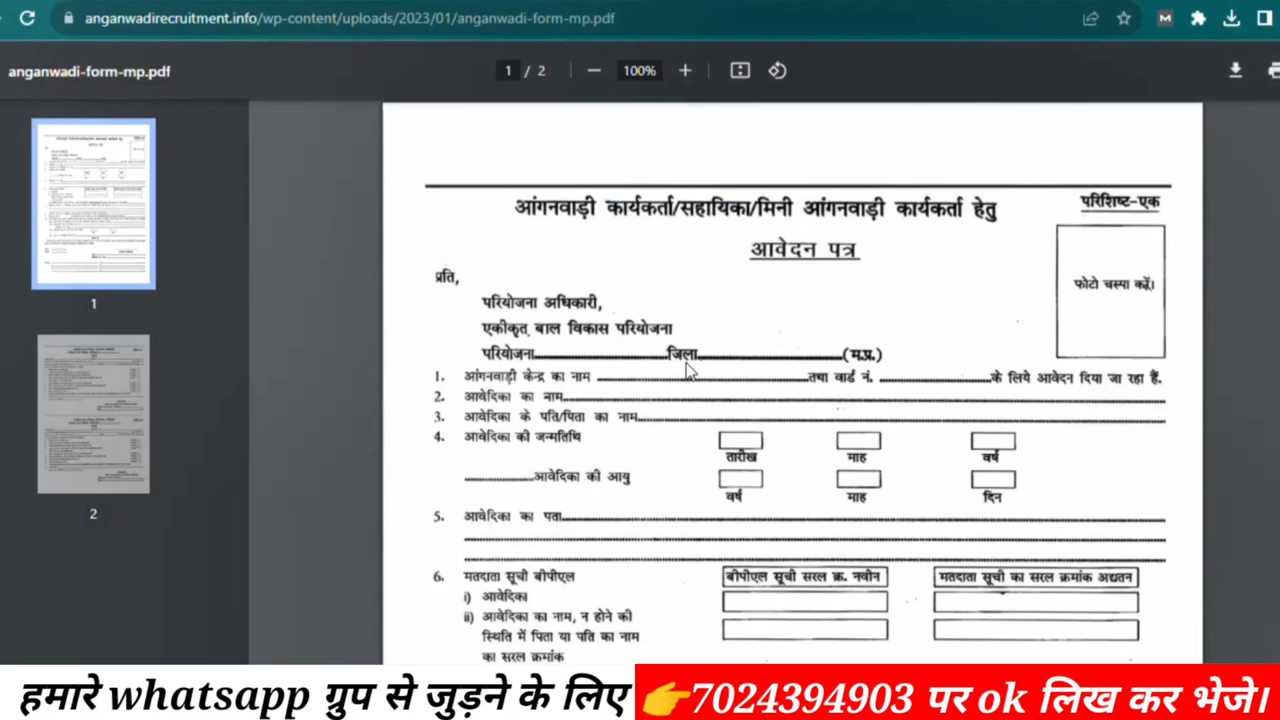 anganwadirecruitment.info/wp-content/uploads/2023/01/anganwadi-form-mp.pdf
anganwadi-form-mp.pdf
1 / 2
100%
परिशिष्ट-एक
आंगनवाड़ी कार्यकर्ता/सहायिका/मिनी आंगनवाड़ी कार्यकर्ता हेतु
आवेदन पत्र
फोटो चस्पा करें।
प्रति,
परियोजना अधिकारी,
एकीकृत् बाल विकास परियोजना
परियोजना..............................जिला..............................(म.प्र.)
1. आंगनवाड़ी केन्द्र का नाम ..............................तथा वार्ड नं. ..............................के लिये आवेदन दिया जा रहा हैं.
2. आवेदिका का नाम..............................
3. आवेदिका के पति/पिता का नाम..............................
4. आवेदिका की जन्मतिथि
तारीख माह वर्ष
....................आवेदिका की आयु
वर्ष माह दिन
5. आवेदिका का पता..............................
6. मतदाता सूची बीपीएल
बीपीएल सूची सरल क्र. नवीन
मतदाता सूची का सरल क्रमांक अद्यतन
i) आवेदिका
ii) आवेदिका का नाम, न होने की
स्थिति में पिता या पति का नाम
का सरल क्रमांक
1
2
हमारे whatsapp ग्रुप से जुड़ने के लिए 👉7024394903 पर ok लिख कर भेजे।